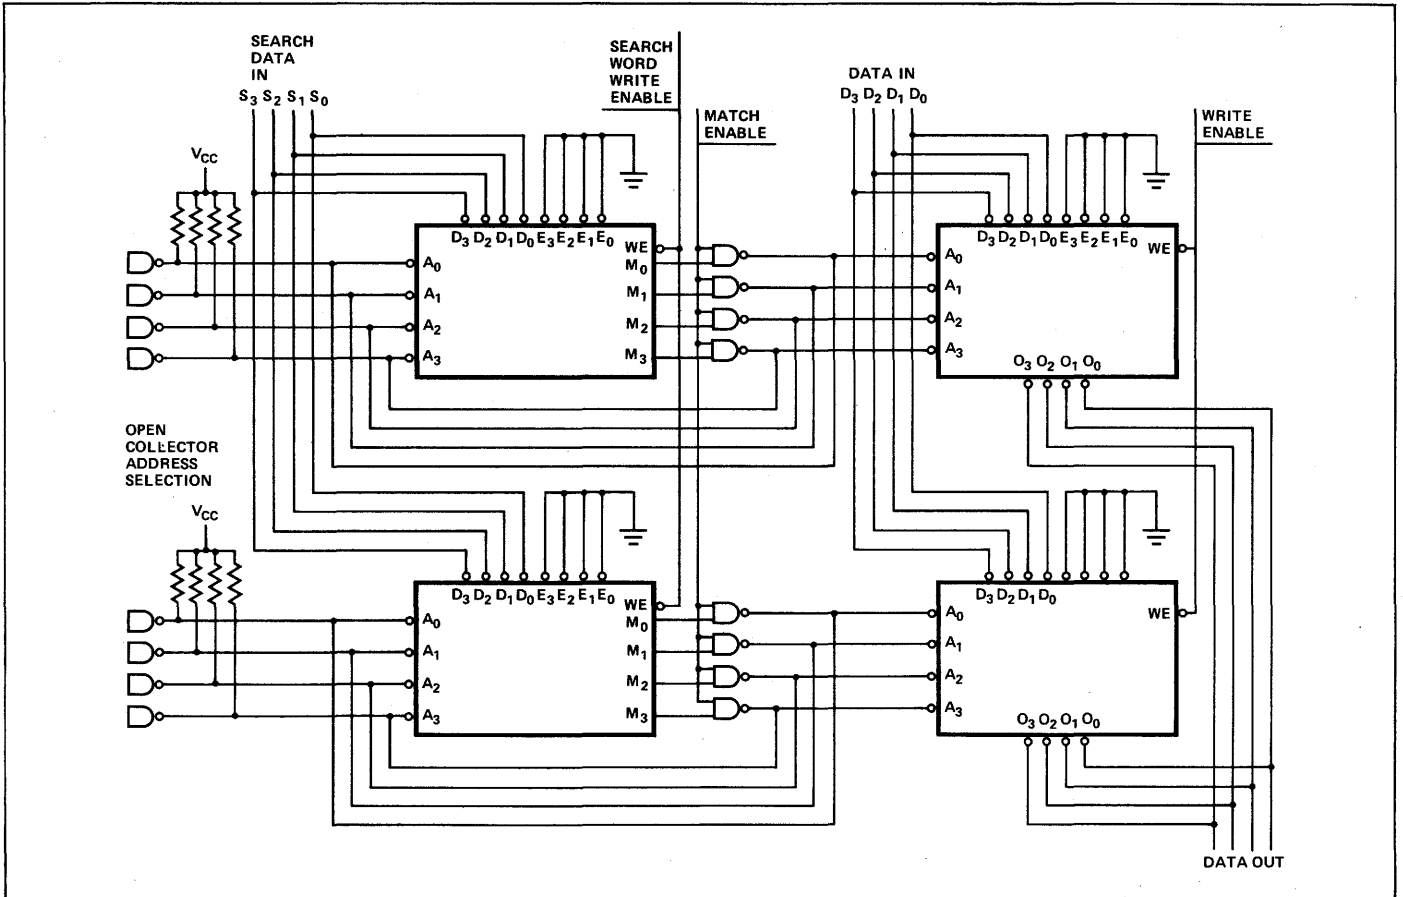 SEARCH
DATA
IN
S3 S2 S1 S0
SEARCH
WORD
WRITE
ENABLE
MATCH
ENABLE
DATA IN
D3 D2 D1 D0
WRITE
ENABLE
VCC
D3 D2 D1 D0 E3 E2 E1 E0
A0
A1
A2
A3
WE
M0
M1
M2
M3
D3 D2 D1 D0 E3 E2 E1 E0
A0
A1
A2
A3
WE
O3 O2 O1 O0
OPEN
COLLECTOR
ADDRESS
SELECTION
VCC
D3 D2 D1 D0 E3 E2 E1 E0
A0
A1
A2
A3
WE
M0
M1
M2
M3
D3 D2 D1 D0
A0
A1
A2
A3
WE
O3 O2 O1 O0
DATA OUT